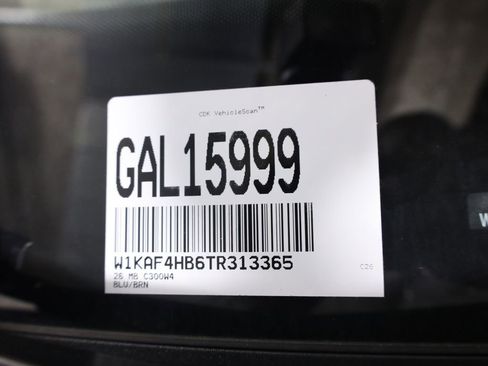 CDK VehicleScan™
GAL15999
W1KAF4HB6TR313365
26 MB C300W4
C26
BLU/BRN
W